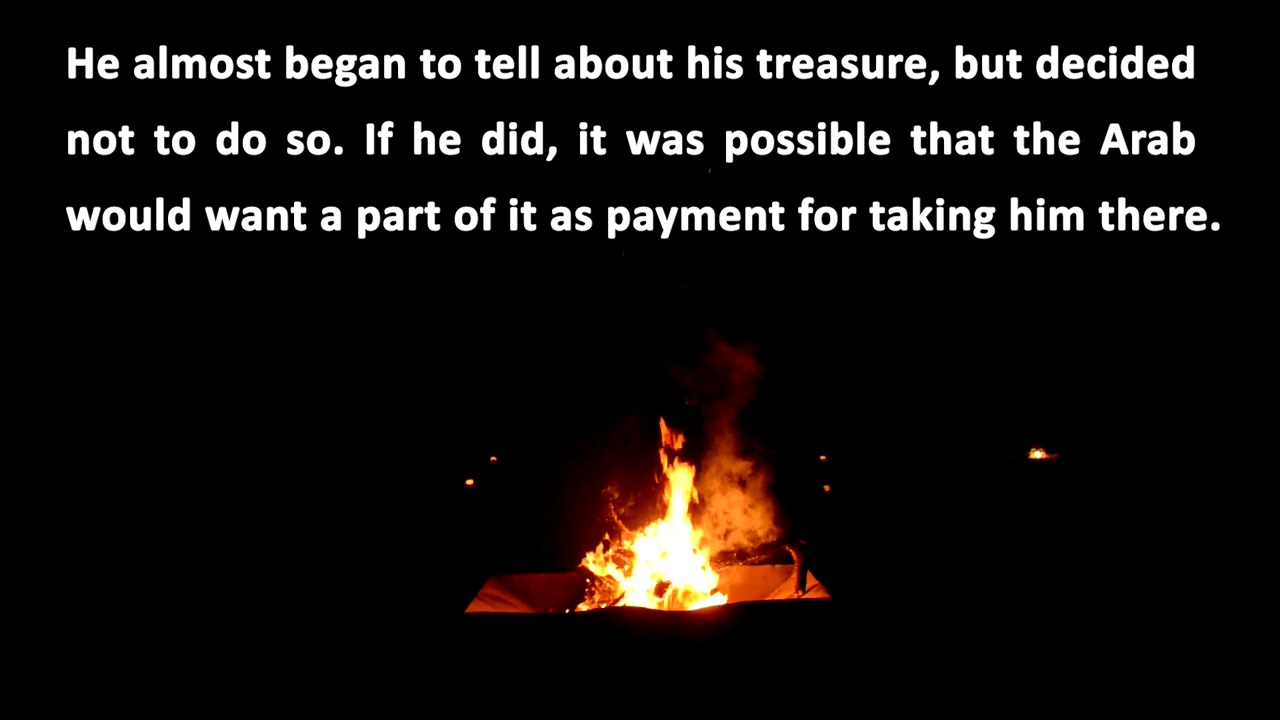 He almost began to tell about his treasure, but decided
not to do so. If he did, it was possible that the Arab
would want a part of it as payment for taking him there.